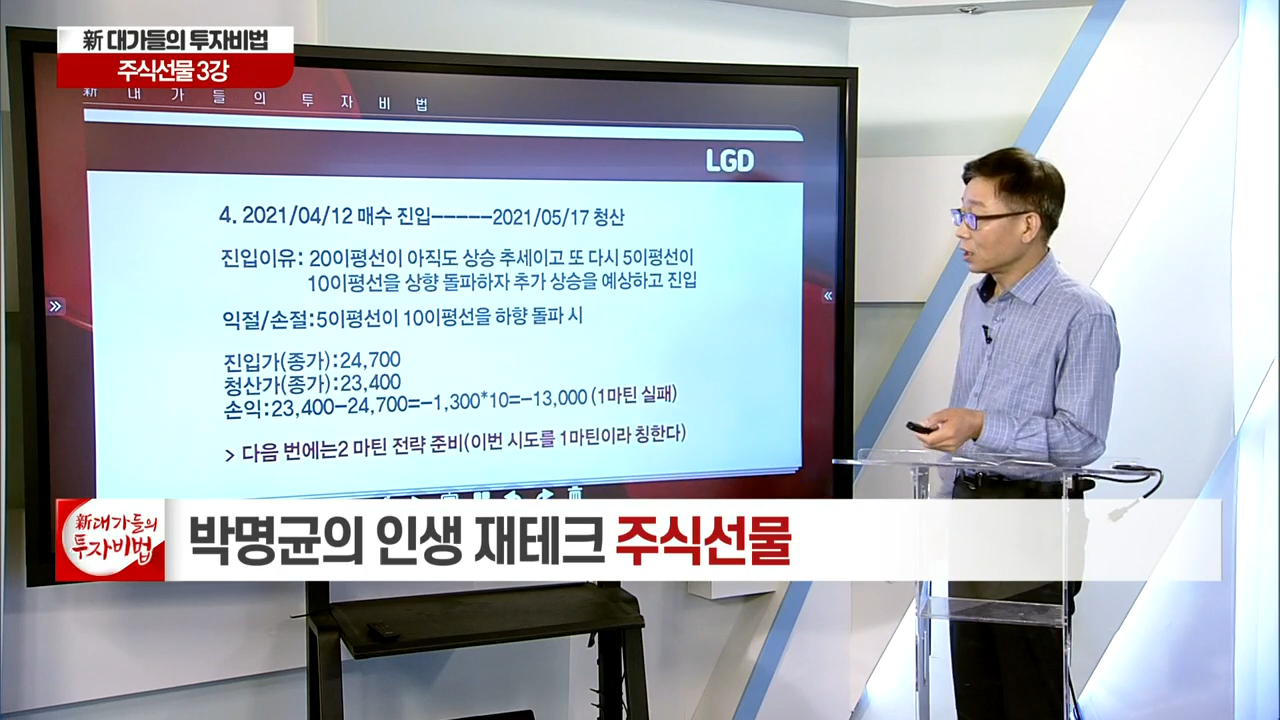 新 대가들의 투자비법
주식선물 3강
新 대 가 들 의 투 자 비 법
LGD
4. 2021/04/12 매수 진입-----2021/05/17 청산
진입이유: 20이평선이 아직도 상승 추세이고 또 다시 5이평선이
10이평선을 상향 돌파하자 추가 상승을 예상하고 진입
익절/손절:5이평선이 10이평선을 하향 돌파 시
진입가(종가):24,700
청산가(종가):23,400
손익:23,400-24,700=-1,300*10=-13,000 (1마틴 실패)
> 다음 번에는2 마틴 전략 준비(이번 시도를 1마틴이라 칭한다)
新대가들의
투자비법
박명균의 인생 재테크 주식선물